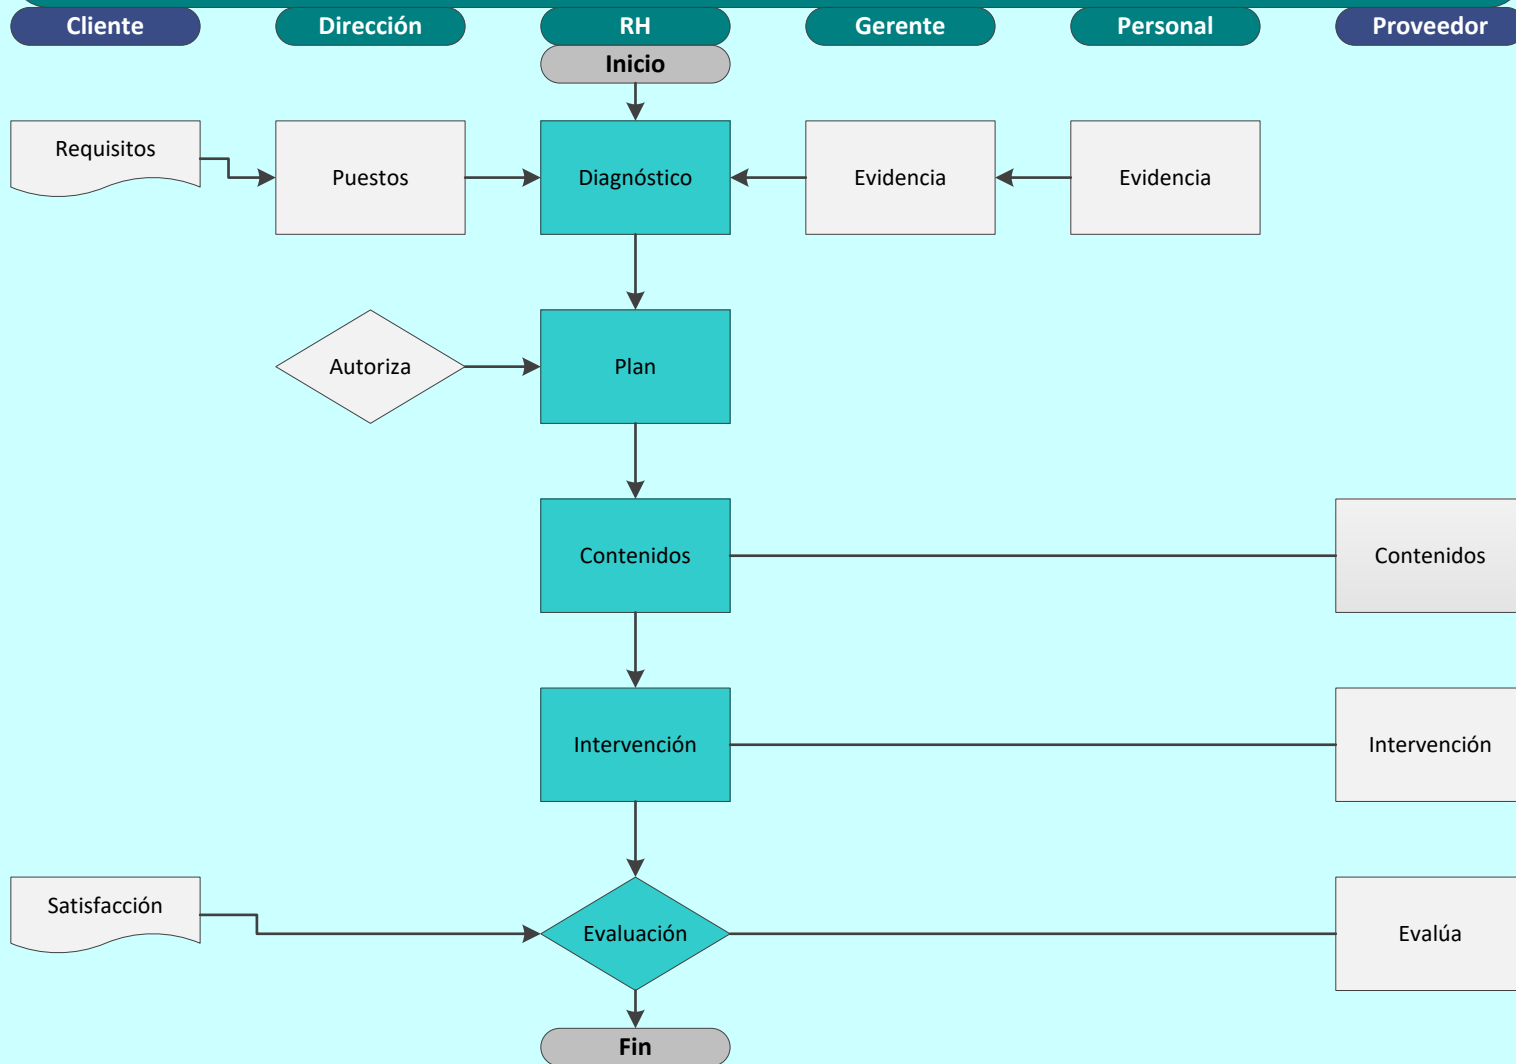 Cliente
Dirección
RH
Gerente
Personal
Proveedor
Inicio
Requisitos
Puestos
Diagnóstico
Evidencia
Evidencia
Autoriza
Plan
Contenidos
Contenidos
Intervención
Intervención
Satisfacción
Evaluación
Evalúa
Fin